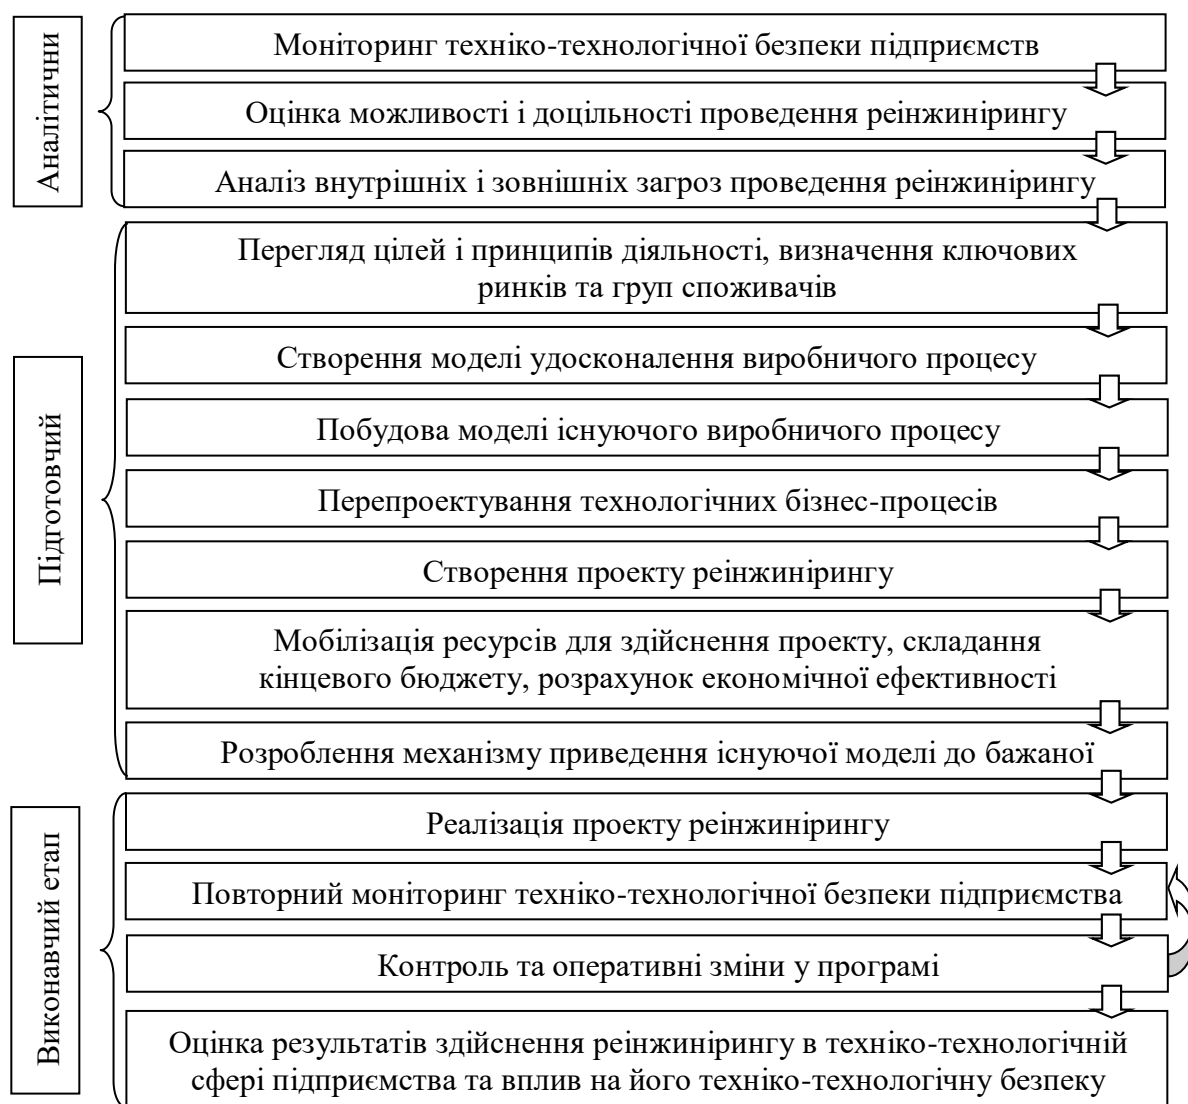 Аналітични
Моніторинг техніко-технологічної безпеки підприємств
Оцінка можливості і доцільності проведення реінжинірингу
Аналіз внутрішніх і зовнішніх загроз проведення реінжинірингу
Підготовчий
Перегляд цілей і принципів діяльності, визначення ключових
ринків та груп споживачів
Створення моделі удосконалення виробничого процесу
Побудова моделі існуючого виробничого процесу
Перепроектування технологічних бізнес-процесів
Створення проекту реінжинірингу
Мобілізація ресурсів для здійснення проекту, складання
кінцевого бюджету, розрахунок економічної ефективності
Розроблення механізму приведення існуючої моделі до бажаної
Виконавчий етап
Реалізація проекту реінжинірингу
Повторний моніторинг техніко-технологічної безпеки підприємства
Контроль та оперативні зміни у програмі
Оцінка результатів здійснення реінжинірингу в техніко-технологічній
сфері підприємства та вплив на його техніко-технологічну безпеку